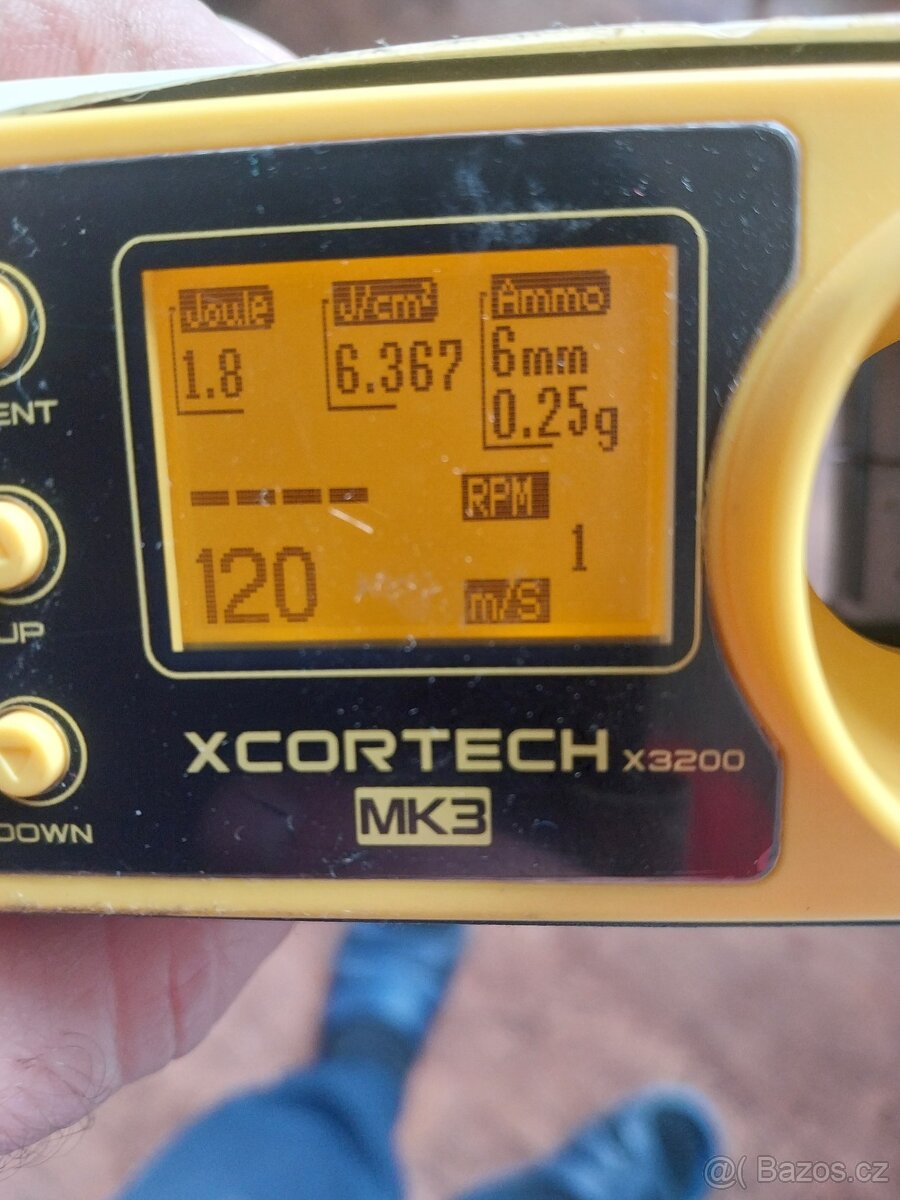 Joule J/cm² Ammo
1.8 6.367 6mm
0.25g
---- RPM
1
120 m/S
ENT
UP
DOWN
XCORTECH X3200
MK3
@( Bazos.cz